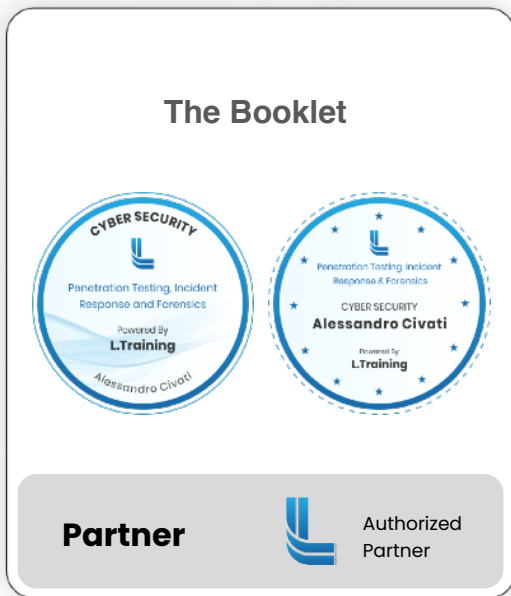 The Booklet
CYBER SECURITY
Penetration Testing, Incident
Response and Forensics
Powered By
L.Training
Alessandro Civati
Penetration Testing, Incident
Response & Forensics
CYBER SECURITY
Alessandro Civati
Powered By
L.Training
Partner
Authorized
Partner